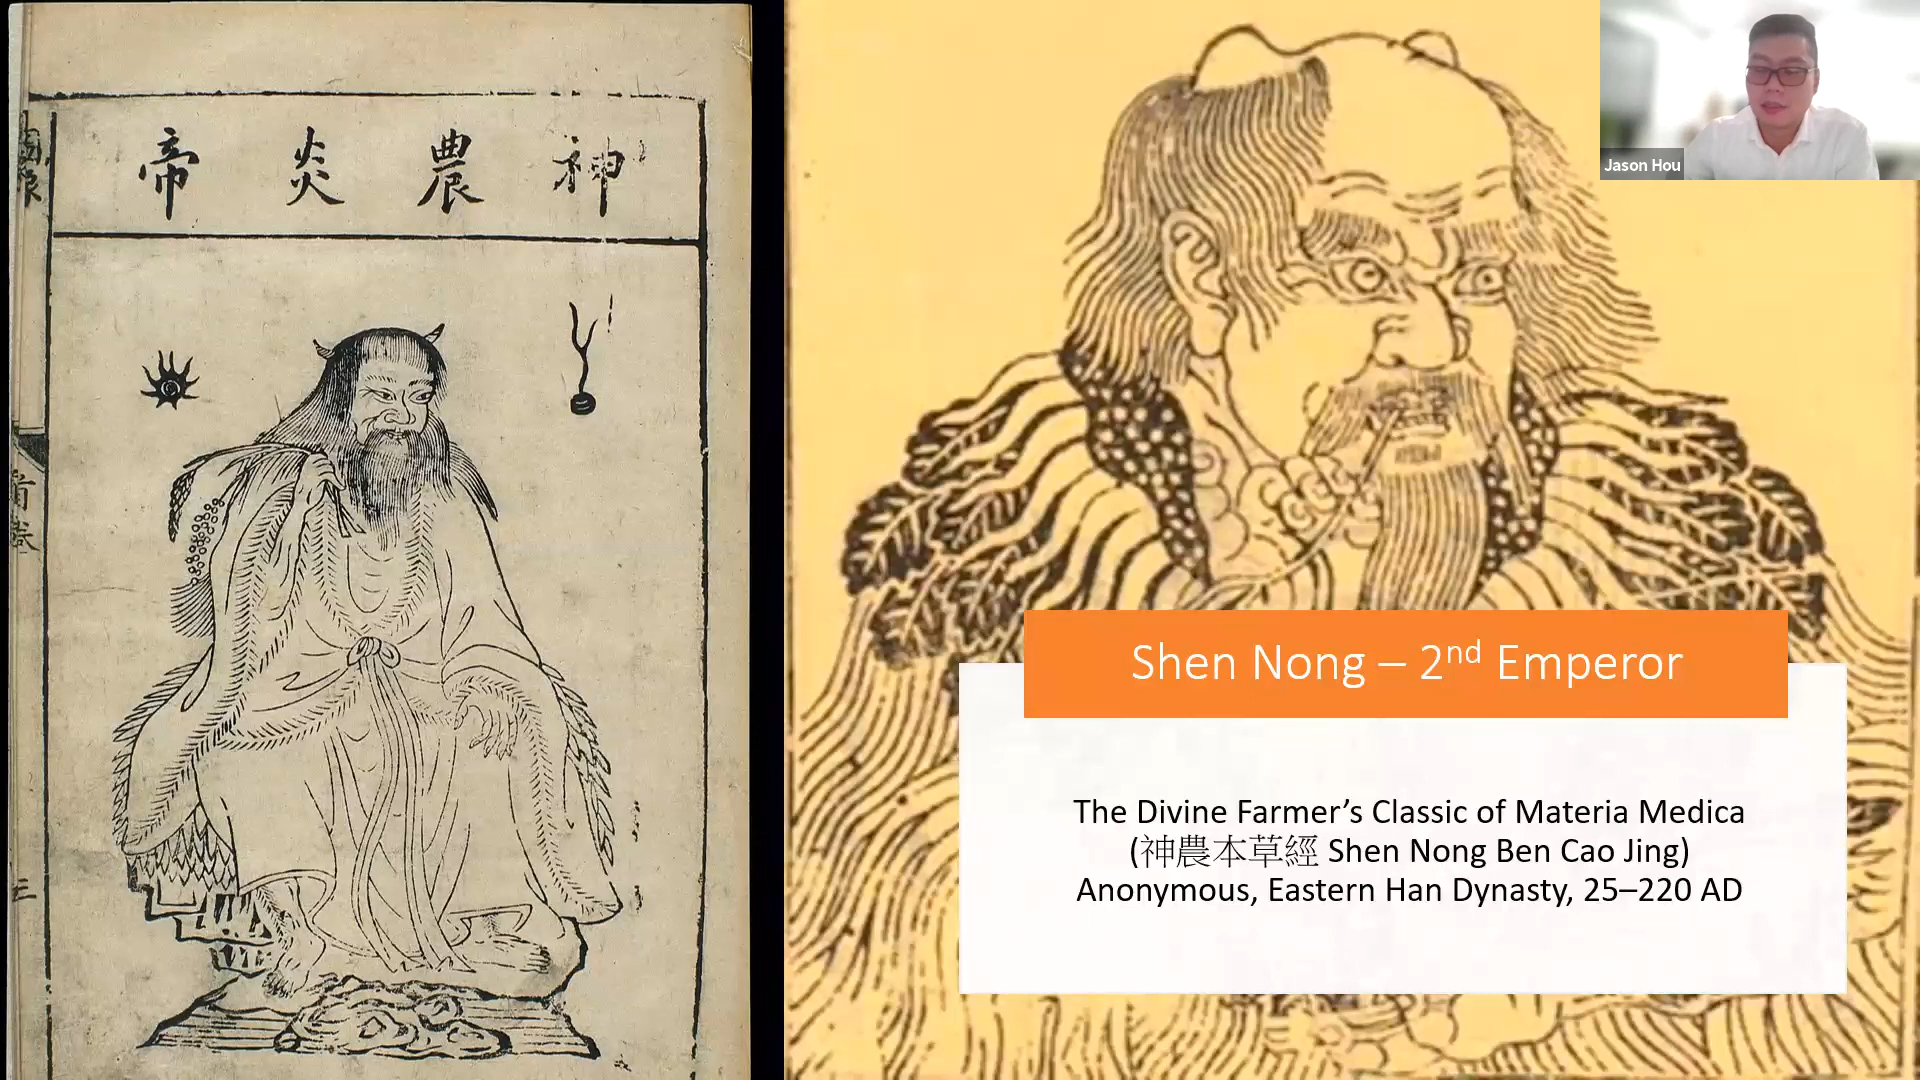 帝炎農神
Jason Hou
Shen Nong – 2nd Emperor
The Divine Farmer’s Classic of Materia Medica
(神農本草經 Shen Nong Ben Cao Jing)
Anonymous, Eastern Han Dynasty, 25–220 AD